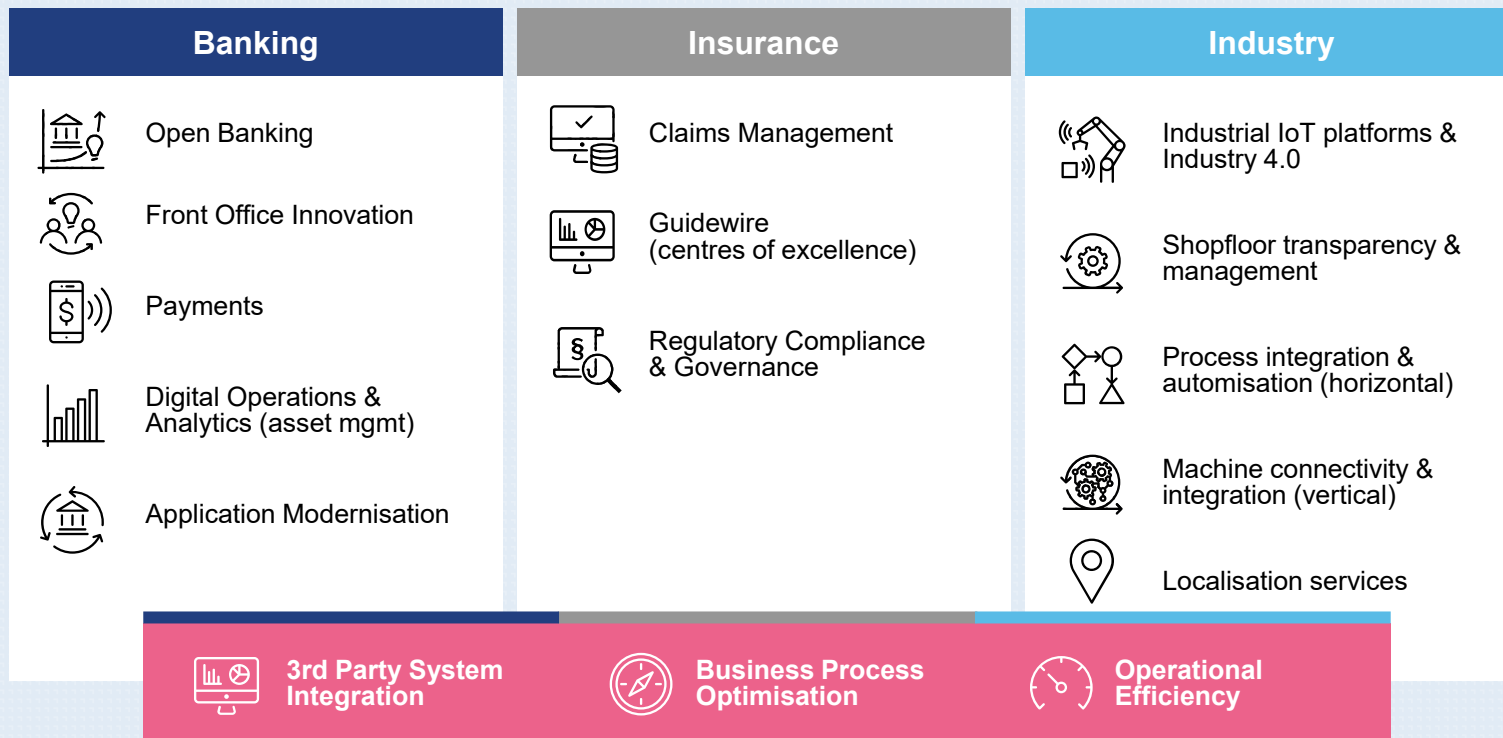 Banking
Open Banking
Front Office Innovation
$
Payments
Digital Operations &
Analytics (asset mgmt)
Application Modernisation
Insurance
Claims Management
Guidewire
(centres of excellence)
§
Regulatory Compliance
& Governance
Industry
Industrial IoT platforms &
Industry 4.0
Shopfloor transparency &
management
Process integration &
automisation (horizontal)
Machine connectivity &
integration (vertical)
Localisation services
3rd Party System
Integration
Business Process
Optimisation
Operational
Efficiency